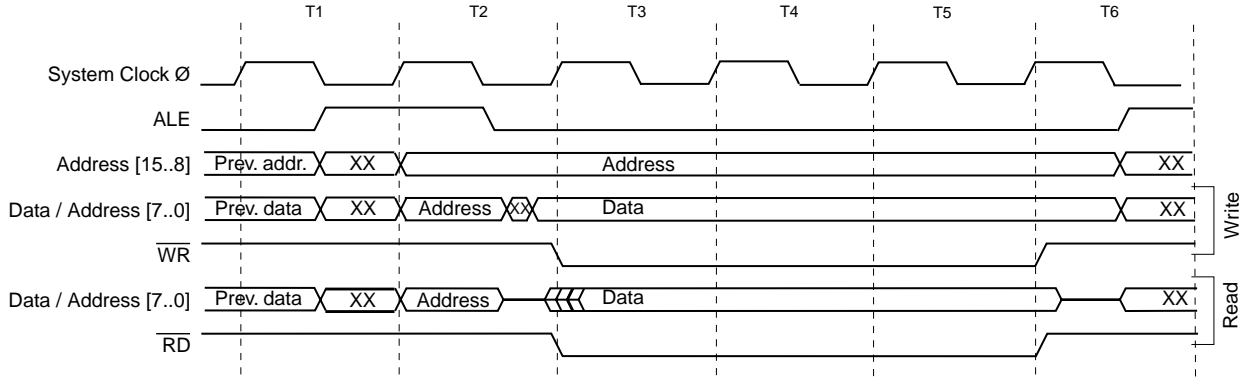 T1 T2 T3 T4 T5 T6
System Clock Ø
ALE
Address [15..8] Prev. addr. XX Address XX
Data / Address [7..0] Prev. data XX Address XX Data XX
WR
Write
Data / Address [7..0] Prev. data XX Address Data XX
RD
Read